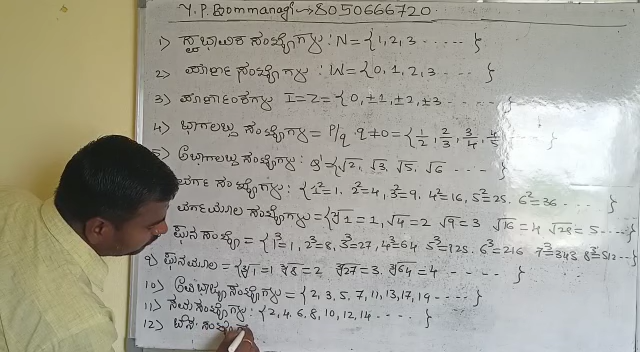 Y.P.Bommanagi 8050666720
1) ಸ್ವಭಾವಿಕ ಸಂಖ್ಯೆಗಳು: N={1,2,3 ..... }
2) ಪೂರ್ಣ ಸಂಖ್ಯೆಗಳು: W={0,1,2,3 ..... }
3) ಪೂರ್ಣಾಂಕಗಳು I=Z={0,±1,±2,±3 ..... }
4) ಭಾಗಲಬ್ಧ ಸಂಖ್ಯೆಗಳು = P/q. q≠0={1/2, 2/3, 3/4, 4/5 ..... }
5) ಅಭಾಗಲಬ್ಧ ಸಂಖ್ಯೆಗಳು: Q'={√2, √3, √5, √6 ..... }
ವರ್ಗ ಸಂಖ್ಯೆಗಳು: {1²=1, 2²=4, 3²=9, 4²=16, 5²=25. 6²=36 .... }
ವರ್ಗಮೂಲ ಸಂಖ್ಯೆಗಳು={√1=1, √4=2 √9=3 √16=4 √25=5 .....
ಘನ ಸಂಖ್ಯೆ={1³=1, 2³=8, 3³=27, 4³=64 5³=125. 6³=216 7³=343 8³=512 ..}
9) ಘನಮೂಲ={∛1=1 ∛8=2 ∛27=3. ∛64=4 ..... }
10) ಅವಿಭಾಜ್ಯ ಸಂಖ್ಯೆಗಳು={2,3,5,7,11,13,17,19 ..... }
11) ಸಮಸಂಖ್ಯೆಗಳು: {2,4,6,8,10,12,14 ..... }
12) ಬೆಸ ಸಂಖ್ಯೆ